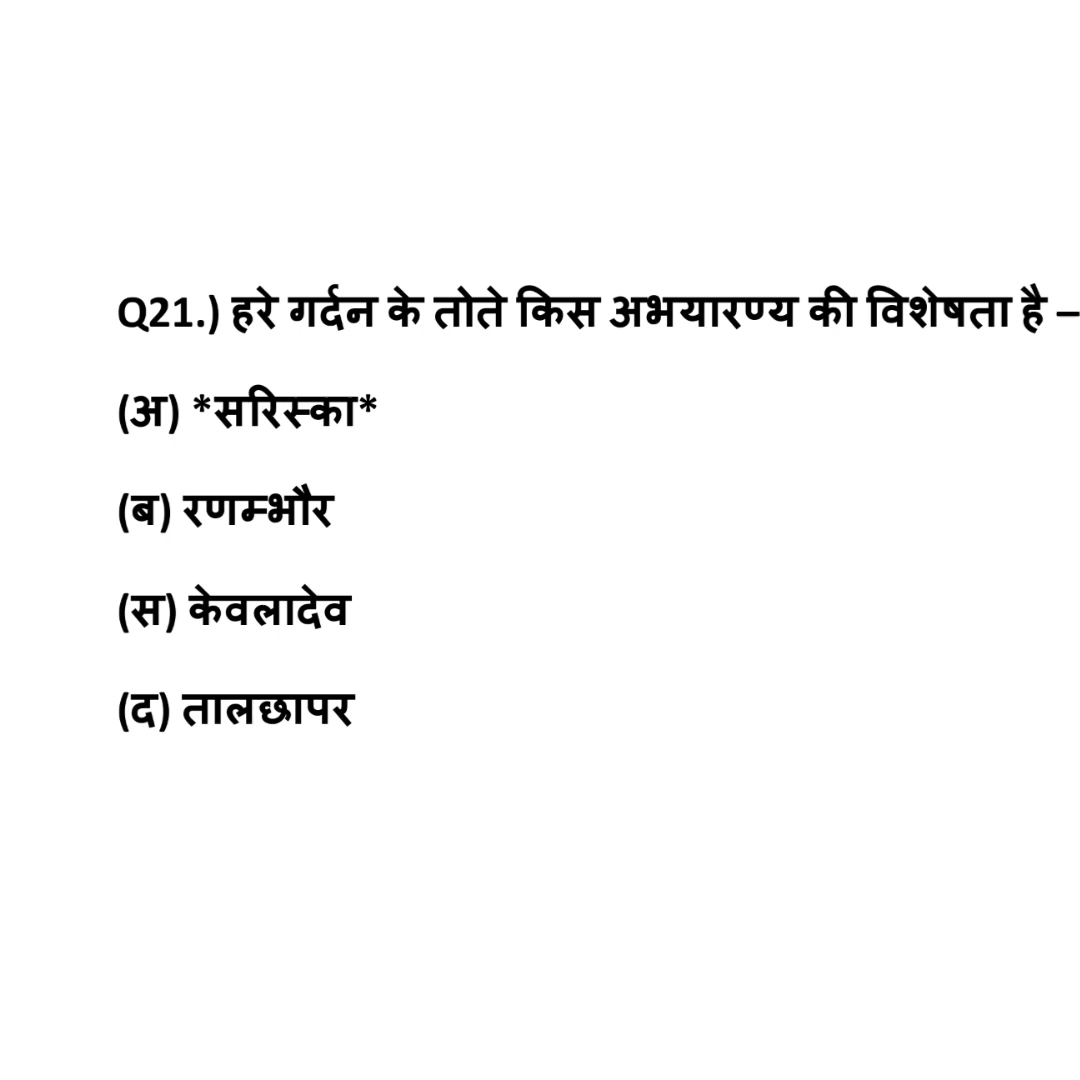 Q21.) हरे गर्दन के तोते किस अभयारण्य की विशेषता है –
(अ) *सरिस्का*
(ब) रणम्भौर
(स) केवलादेव
(द) तालछापर